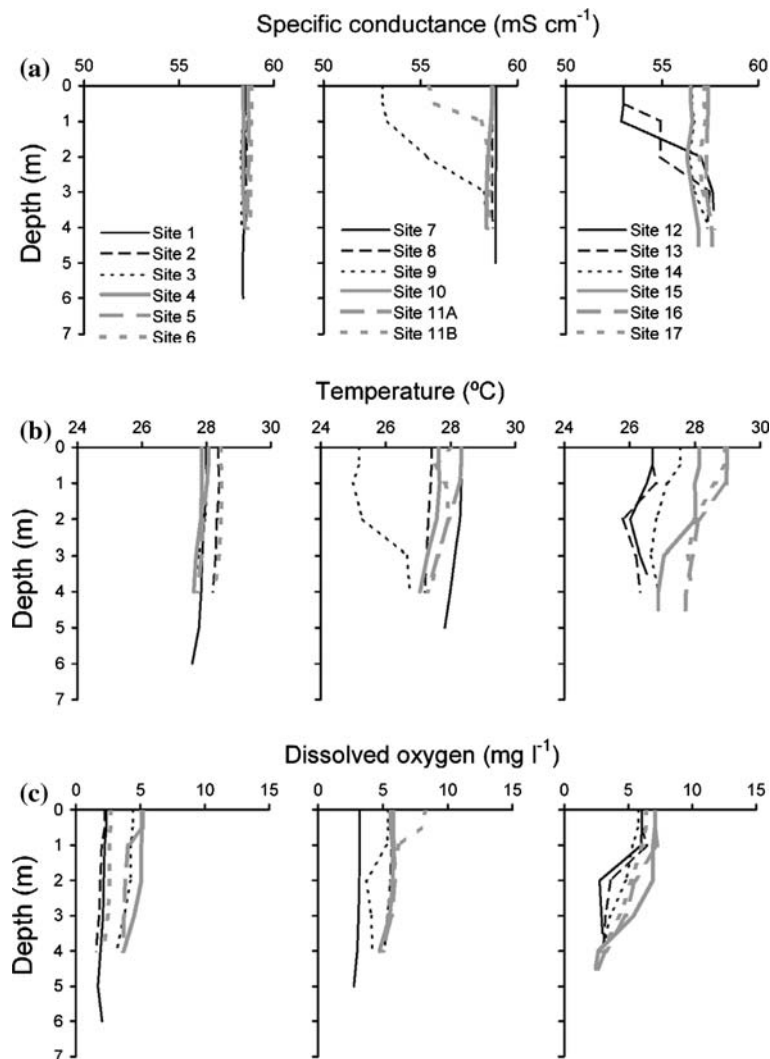 Specific conductance (mS cm⁻¹)
(a)
50 55 60
50 55 60
50 55 60
Depth (m)
0
1
2
3
4
5
6
7
Site 1
Site 2
Site 3
Site 4
Site 5
Site 6
Site 7
Site 8
Site 9
Site 10
Site 11A
Site 11B
Site 12
Site 13
Site 14
Site 15
Site 16
Site 17
Temperature (ºC)
(b)
24 26 28 30
24 26 28 30
24 26 28 30
Depth (m)
0
1
2
3
4
5
6
7
Dissolved oxygen (mg l⁻¹)
(c)
0 5 10 15
0 5 10 15
0 5 10 15
Depth (m)
0
1
2
3
4
5
6
7